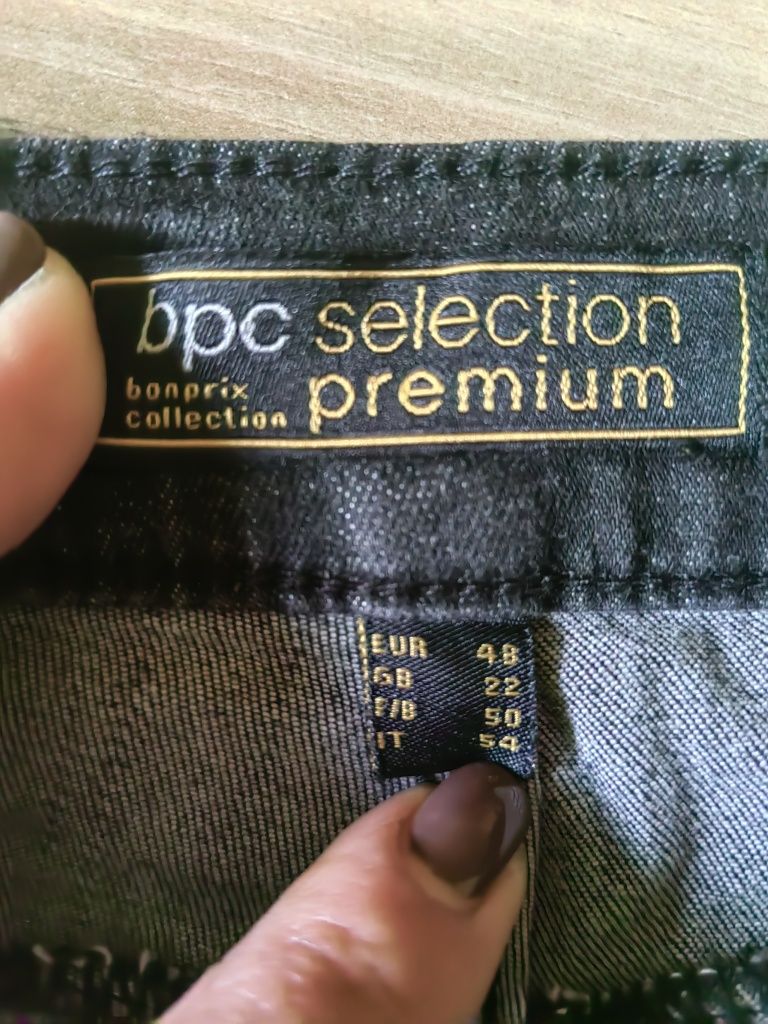 bpc selection
bonprix premium
collection
EUR 48
GB 22
F/B 50
IT 54